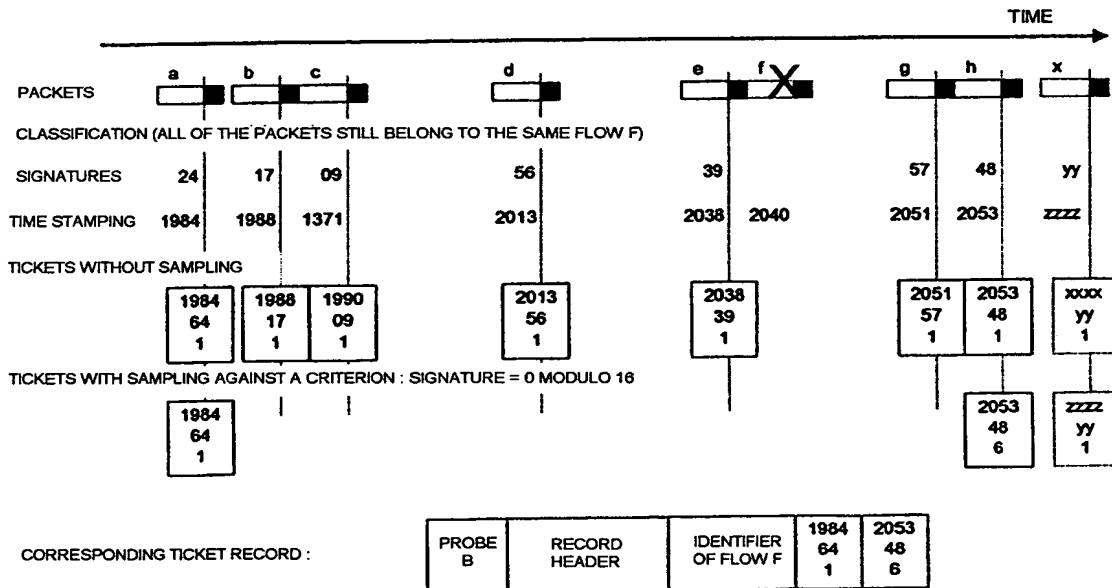 TIME
a b c d e f g h x
PACKETS
CLASSIFICATION (ALL OF THE PACKETS STILL BELONG TO THE SAME FLOW F)
SIGNATURES 24 17 09 56 39 57 48 yy
TIME STAMPING 1984 1988 1371 2013 2038 2040 2051 2053 zzzz
TICKETS WITHOUT SAMPLING
1984 1988 1990 2013 2038 2051 2053 xxxx
64 17 09 56 39 57 48 yy
1 1 1 1 1 1 1 1
TICKETS WITH SAMPLING AGAINST A CRITERION : SIGNATURE = 0 MODULO 16
1984 2053 zzzz
64 48 yy
1 6 1
CORRESPONDING TICKET RECORD :
PROBE
B
RECORD
HEADER
IDENTIFIER
OF FLOW F
1984
64
1
2053
48
6